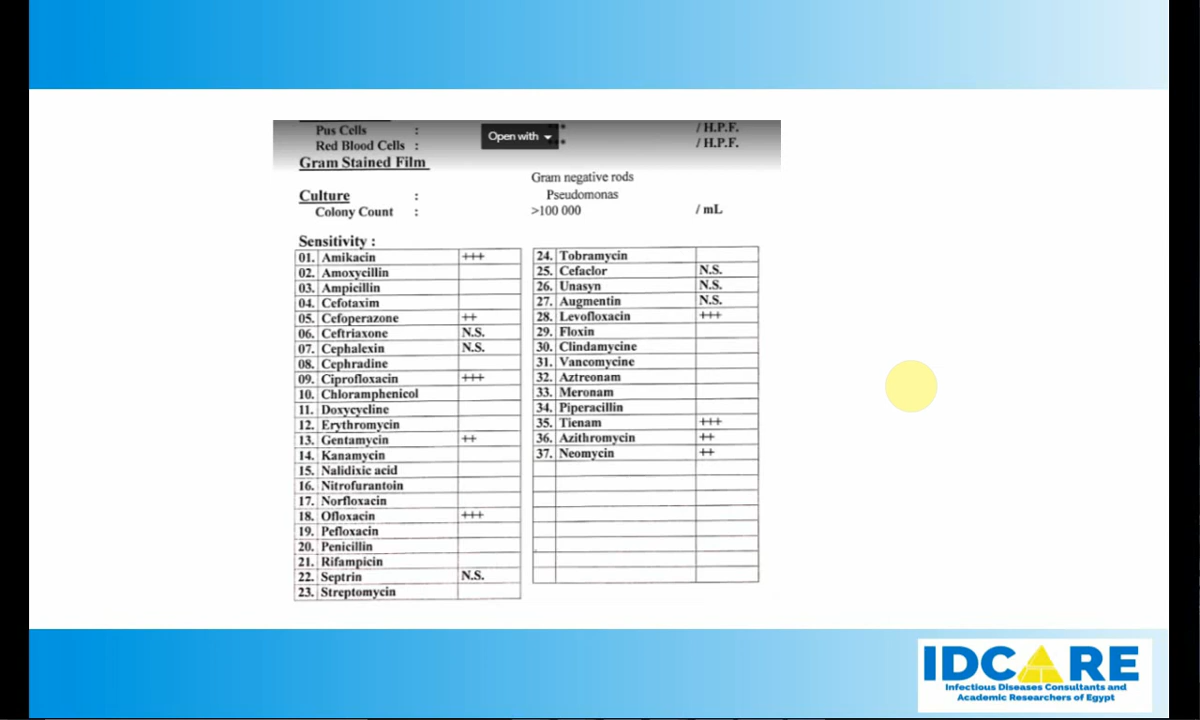 Pus Cells : /H.P.F.
Open with
Red Blood Cells : /H.P.F.
Gram Stained Film
Gram negative rods
Culture : Pseudomonas
Colony Count : >100 000 / mL
Sensitivity :
01. Amikacin +++
02. Amoxycillin
03. Ampicillin
04. Cefotaxim
05. Cefoperazone ++
06. Ceftriaxone N.S.
07. Cephalexin N.S.
08. Cephradine
09. Ciprofloxacin +++
10. Chloramphenicol
11. Doxycycline
12. Erythromycin
13. Gentamycin ++
14. Kanamycin
15. Nalidixic acid
16. Nitrofurantoin
17. Norfloxacin
18. Ofloxacin +++
19. Pefloxacin
20. Penicillin
21. Rifampicin
22. Septrin N.S.
23. Streptomycin
24. Tobramycin
25. Cefaclor N.S.
26. Unasyn N.S.
27. Augmentin N.S.
28. Levofloxacin +++
29. Floxin
30. Clindamycine
31. Vancomycine
32. Aztreonam
33. Meronam
34. Piperacillin
35. Tienam +++
36. Azithromycin ++
37. Neomycin ++
IDCARE
Infectious Diseases Consultants and
Academic Researchers of Egypt